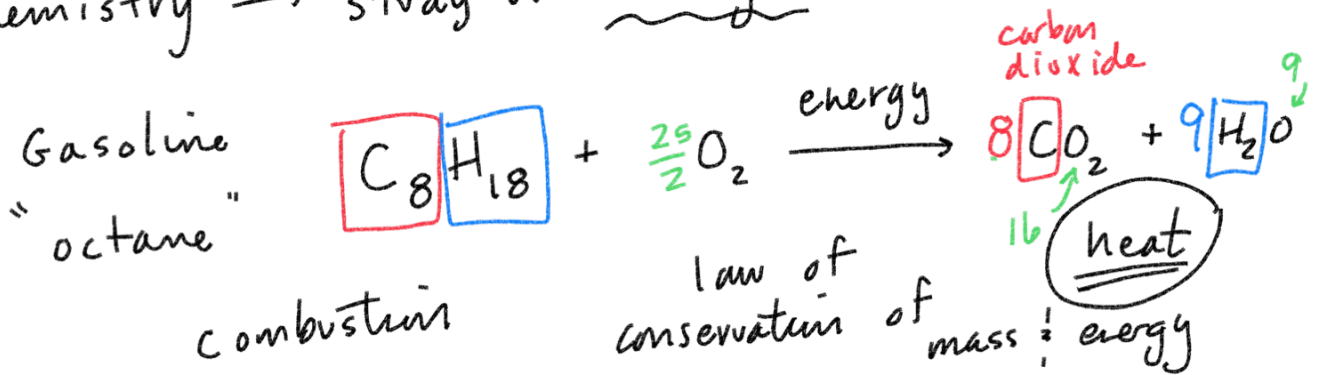 emistry → study
carbon
dioxide
9
energy
Gasoline
"octane"
C₈H₁₈ + 25/2 O₂ → 8CO₂ + 9H₂O
16
heat
combustion
law of
conservation of
mass & energy